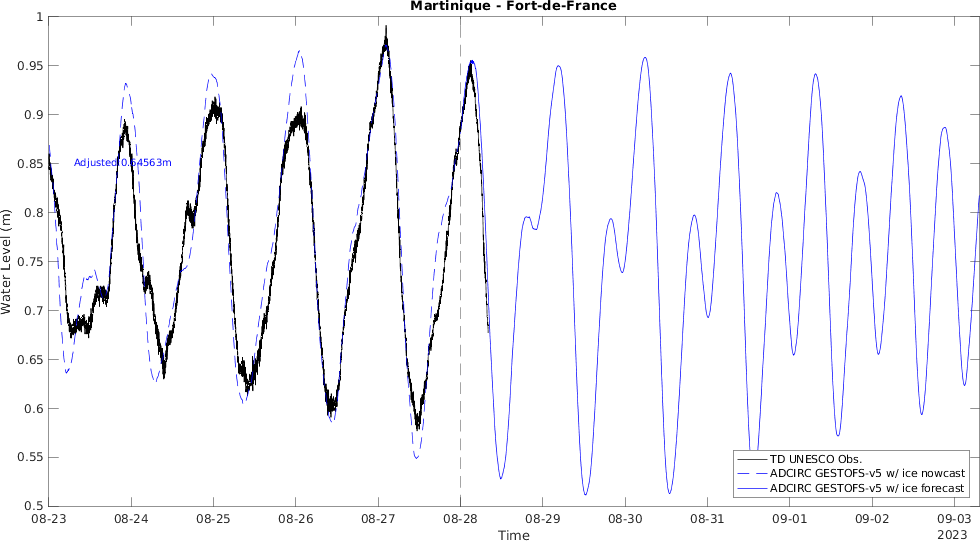 Martinique - Fort-de-France
1
0.95
0.9
0.85
0.8
0.75
0.7
0.65
0.6
0.55
0.5
Water Level (m)
Adjusted 0.64563m
TD UNESCO Obs.
ADCIRC GESTOFS-v5 w/ ice nowcast
ADCIRC GESTOFS-v5 w/ ice forecast
08-23 08-24 08-25 08-26 08-27 08-28 08-29 08-30 08-31 09-01 09-02 09-03
Time
2023